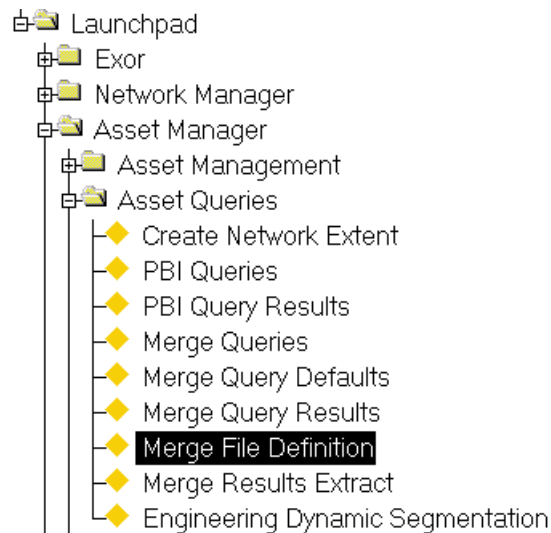 Launchpad
Exor
Network Manager
Asset Manager
Asset Management
Asset Queries
Create Network Extent
PBI Queries
PBI Query Results
Merge Queries
Merge Query Defaults
Merge Query Results
Merge File Definition
Merge Results Extract
Engineering Dynamic Segmentation